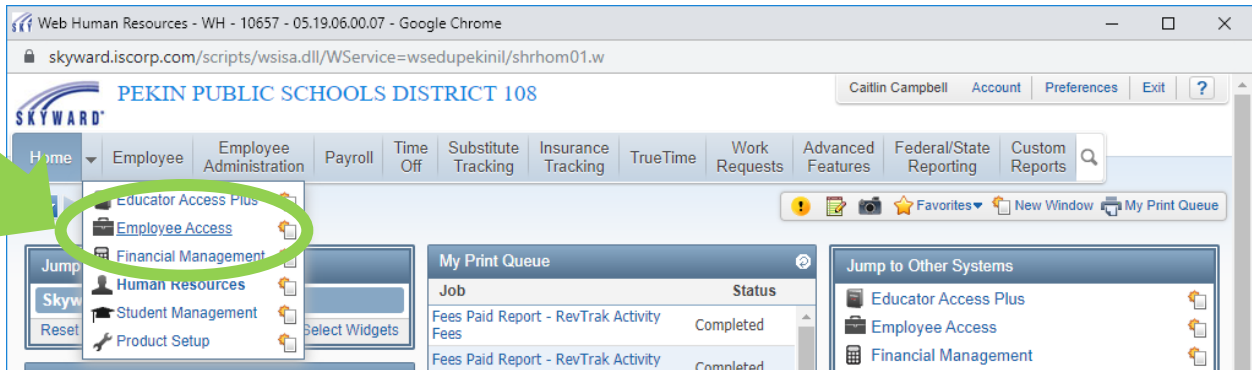 Web Human Resources - WH - 10657 - 05.19.06.00.07 - Google Chrome
skyward.iscorp.com/scripts/wsisa.dll/WService=wsedupekinil/shrhom01.w
SKYWARD
PEKIN PUBLIC SCHOOLS DISTRICT 108
Caitlin Campbell Account Preferences Exit ?
Home Employee Employee Administration Payroll Time Off Substitute Tracking Insurance Tracking TrueTime Work Requests Advanced Features Federal/State Reporting Custom Reports
Favorites New Window My Print Queue
Educator Access Plus
Employee Access
Financial Management
Human Resources
Student Management
Product Setup
Jump
Skyw
Reset Select Widgets
My Print Queue
Job Status
Fees Paid Report - RevTrak Activity Fees Completed
Fees Paid Report - RevTrak Activity Completed
Jump to Other Systems
Educator Access Plus
Employee Access
Financial Management